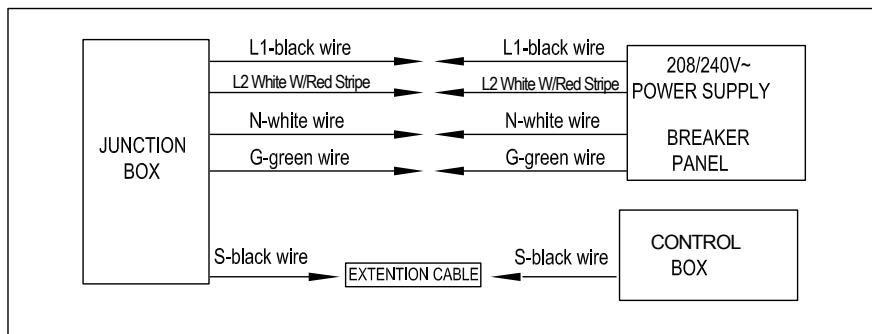 JUNCTION
BOX
L1-black wire
L2 White W/Red Stripe
N-white wire
G-green wire
S-black wire
L1-black wire
L2 White W/Red Stripe
N-white wire
G-green wire
208/240V~
POWER SUPPLY
BREAKER
PANEL
EXTENTION CABLE
S-black wire
CONTROL
BOX